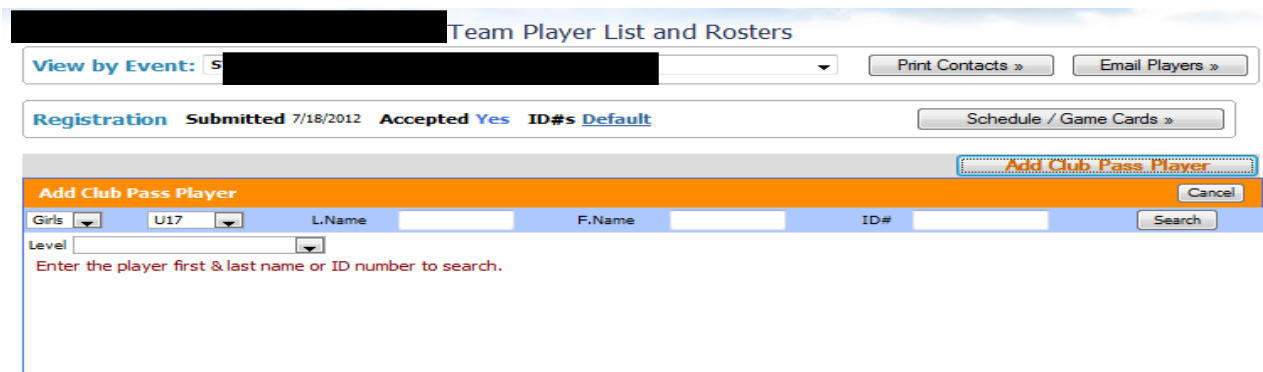 Team Player List and Rosters
View by Event: S Print Contacts » Email Players »
Registration Submitted 7/18/2012 Accepted Yes ID#s Default Schedule / Game Cards »
Add Club Pass Player
Add Club Pass Player Cancel
Girls U17 L.Name F.Name ID# Search
Level
Enter the player first & last name or ID number to search.